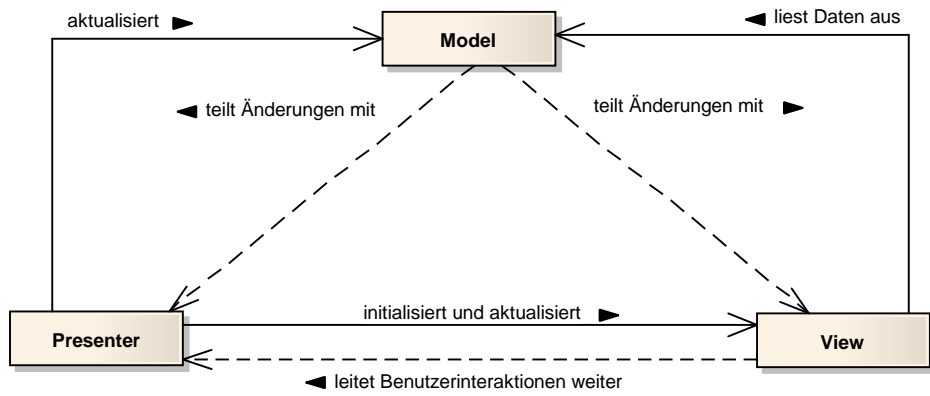 aktualisiert
liest Daten aus
Model
teilt Änderungen mit
teilt Änderungen mit
initialisiert und aktualisiert
Presenter
View
leitet Benutzerinteraktionen weiter